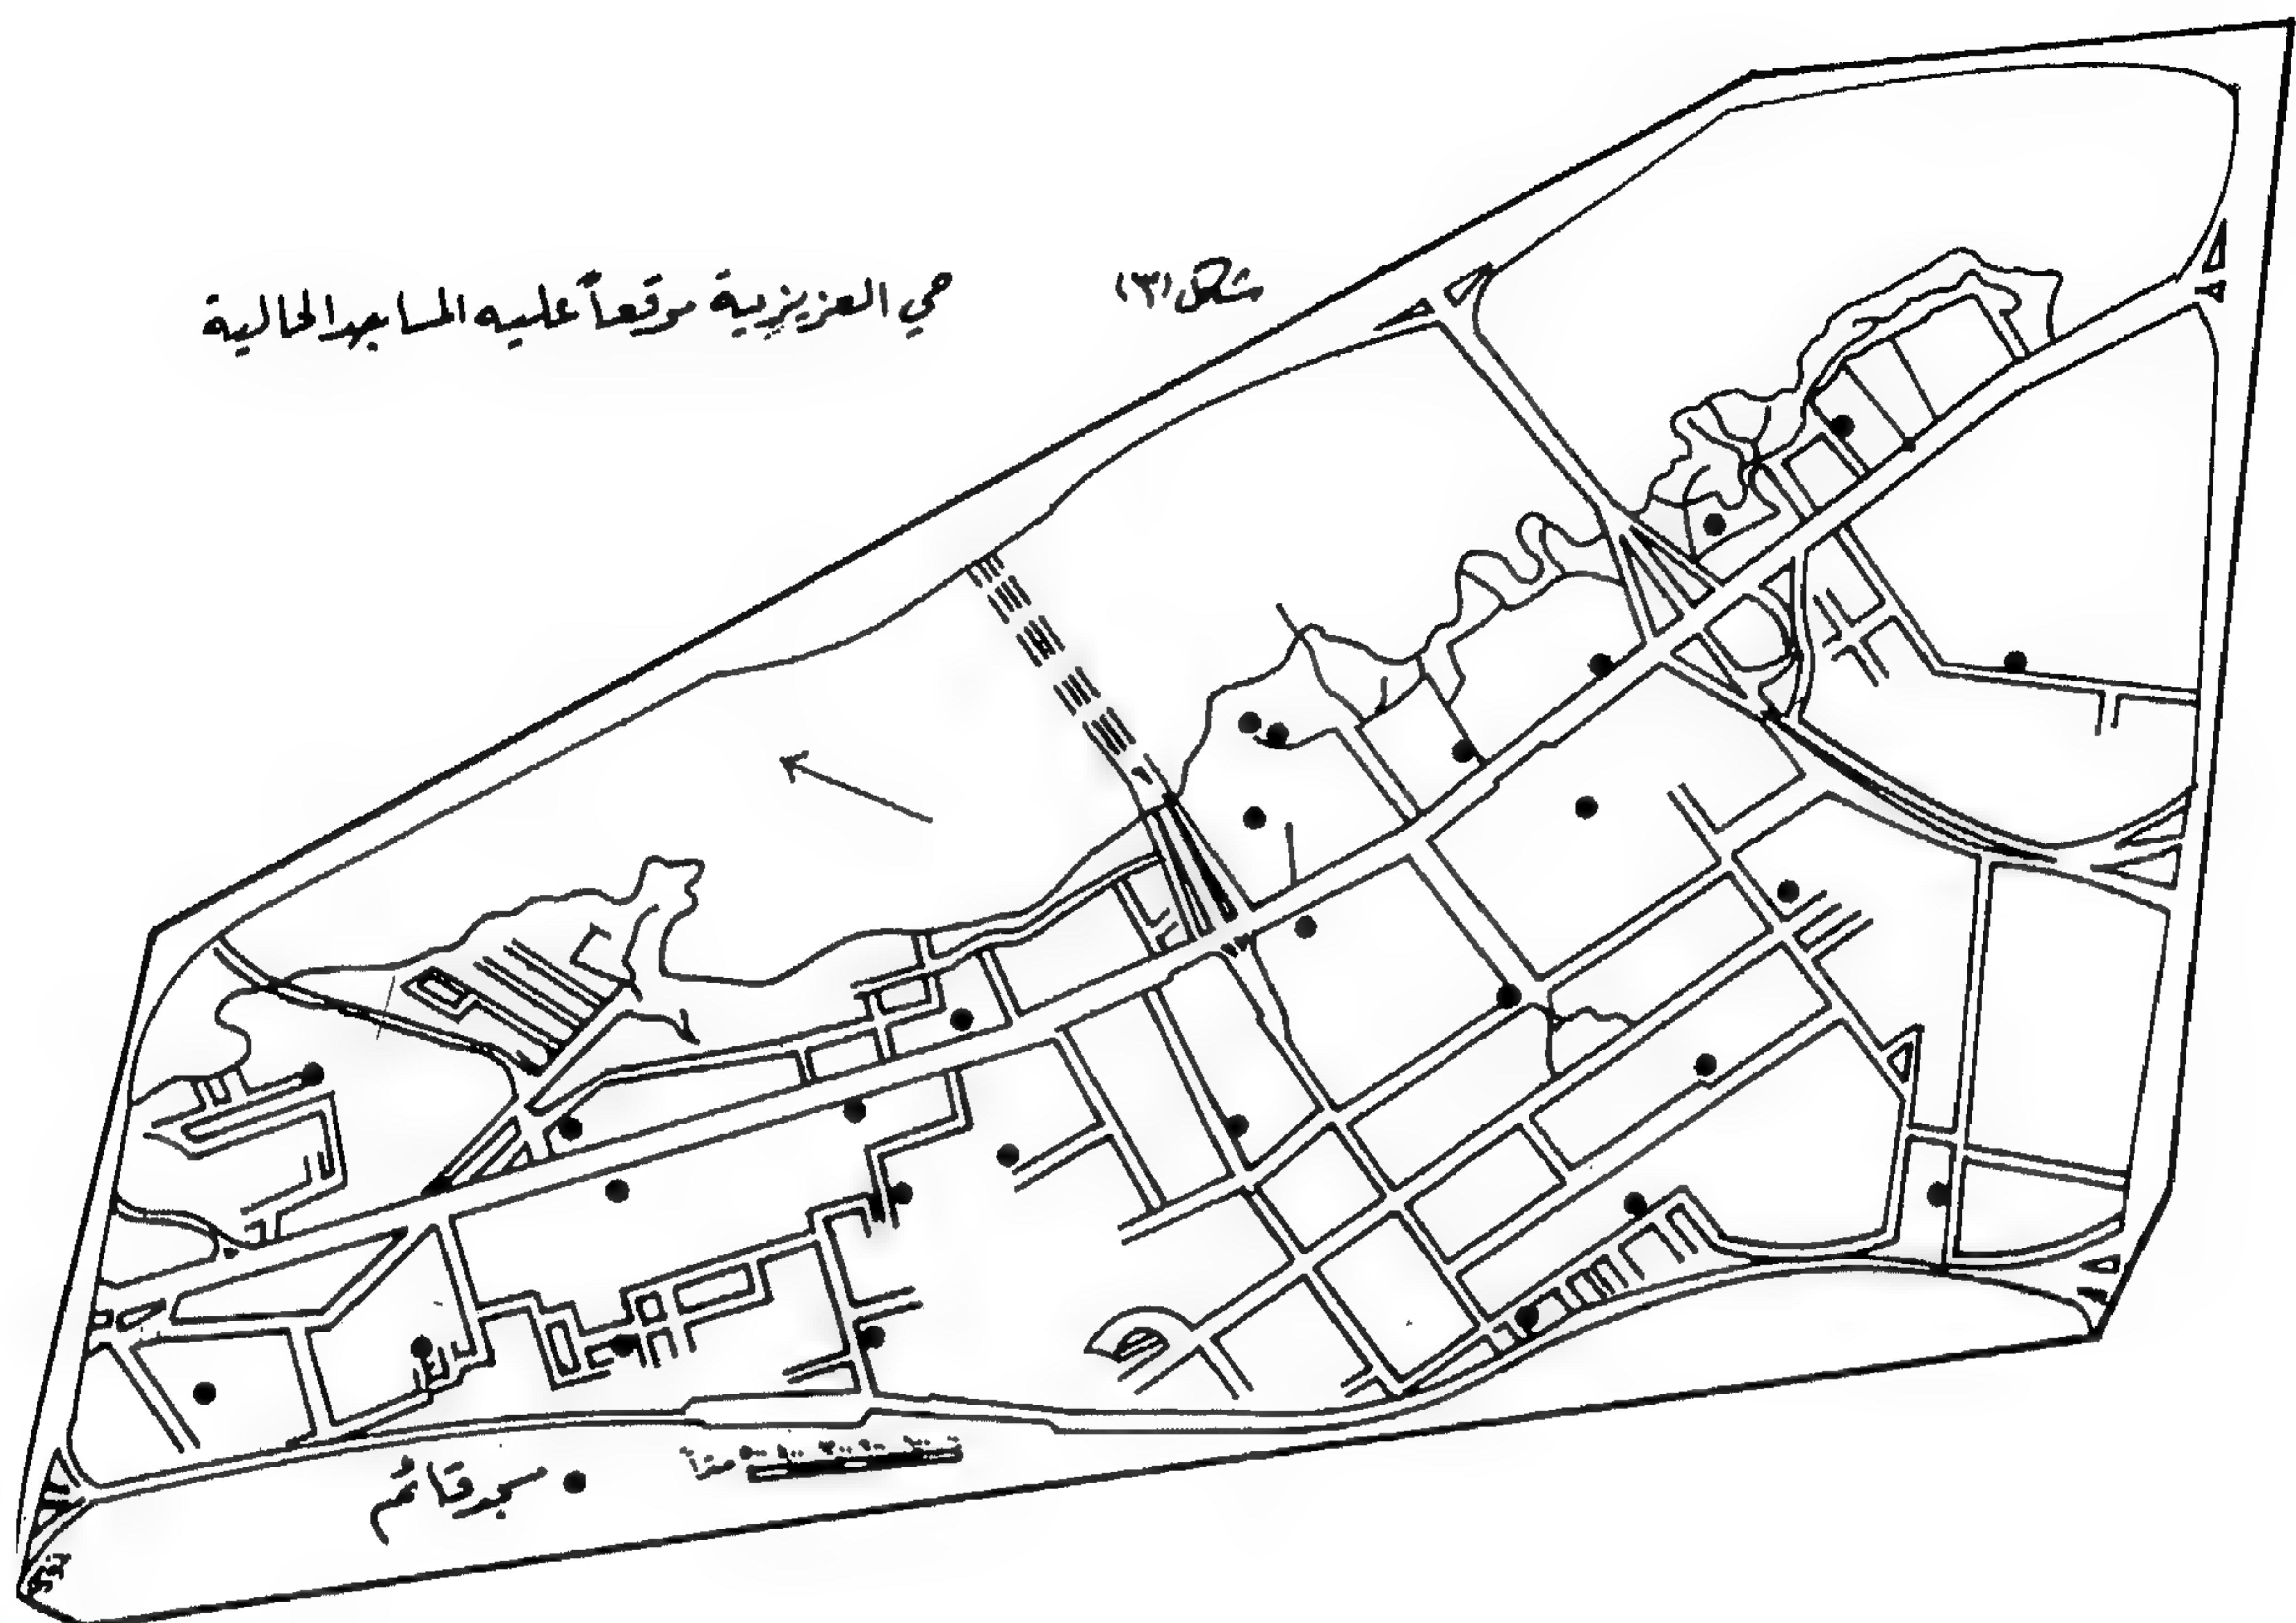 شكل (٣) حي العزيزية موقعاً عليه المساجد الحالية
مسجد قائم